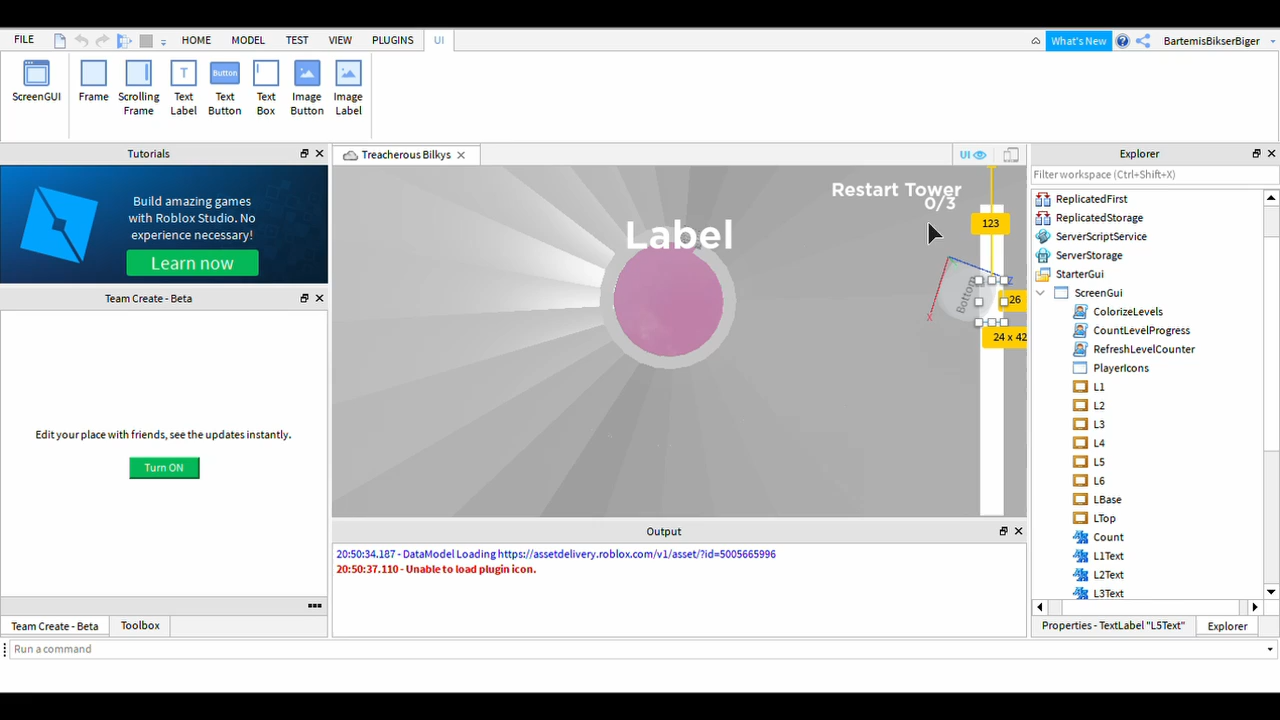 FILE
HOME
MODEL
TEST
VIEW
PLUGINS
UI
What's New
BartemisBikserBiger
ScreenGUI
Frame
Scrolling
Frame
Text
Label
Button
Text
Button
Text
Box
Image
Button
Image
Label
Tutorials
Build amazing games
with Roblox Studio. No
experience necessary!
Learn now
Team Create - Beta
Edit your place with friends, see the updates instantly.
Turn ON
Team Create - Beta
Toolbox
Treacherous Bilkys
UI
Restart Tower
0/3
Label
123
Bottom
X
26
24 x 42
Output
20:50:34.187 - DataModel Loading https://assetdelivery.roblox.com/v1/asset/?id=5005665996
20:50:37.110 - Unable to load plugin icon.
Explorer
Filter workspace (Ctrl+Shift+X)
ReplicatedFirst
ReplicatedStorage
ServerScriptService
ServerStorage
StarterGui
ScreenGui
ColorizeLevels
CountLevelProgress
RefreshLevelCounter
PlayerIcons
L1
L2
L3
L4
L5
L6
LBase
LTop
Count
L1Text
L2Text
L3Text
Properties - TextLabel "L5Text"
Explorer
Run a command